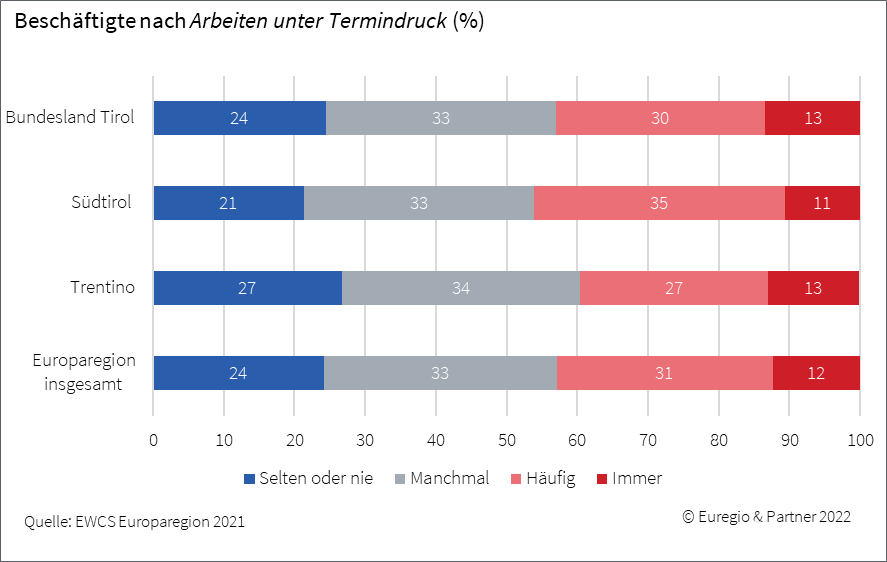 Beschäftigte nach Arbeiten unter Termindruck (%)
Bundesland Tirol 24 33 30 13
Südtirol 21 33 35 11
Trentino 27 34 27 13
Europaregion
insgesamt 24 33 31 12
0 10 20 30 40 50 60 70 80 90 100
Selten oder nie Manchmal Häufig Immer
Quelle: EWCS Europaregion 2021
© Euregio & Partner 2022